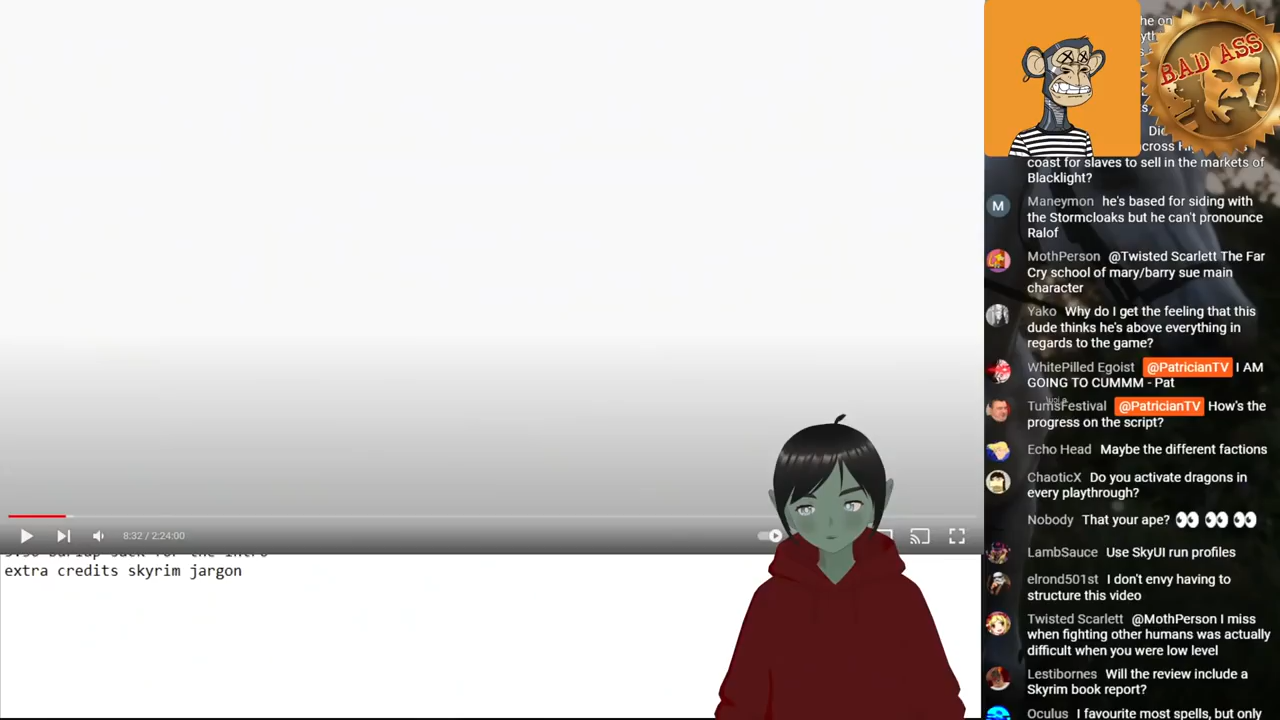 8:32 / 2:24:00
extra credits skyrim jargon
BAD ASS
coast for slaves to sell in the markets of
Blacklight?
M
Maneymon he's based for siding with
the Stormcloaks but he can't pronounce
Ralof
MothPerson @Twisted Scarlett The Far
Cry school of mary/barry sue main
character
Yako Why do I get the feeling that this
dude thinks he's above everything in
regards to the game?
WhitePilled Egoist @PatricianTV I AM
GOING TO CUMMM - Pat
TumsFestival @PatricianTV How's the
progress on the script?
Echo Head Maybe the different factions
ChaoticX Do you activate dragons in
every playthrough?
Nobody That your ape? 👀 👀 👀
LambSauce Use SkyUI run profiles
elrond501st I don't envy having to
structure this video
Twisted Scarlett @MothPerson I miss
when fighting other humans was actually
difficult when you were low level
Lestibornes Will the review include a
Skyrim book report?
Oculus I favourite most spells, but only